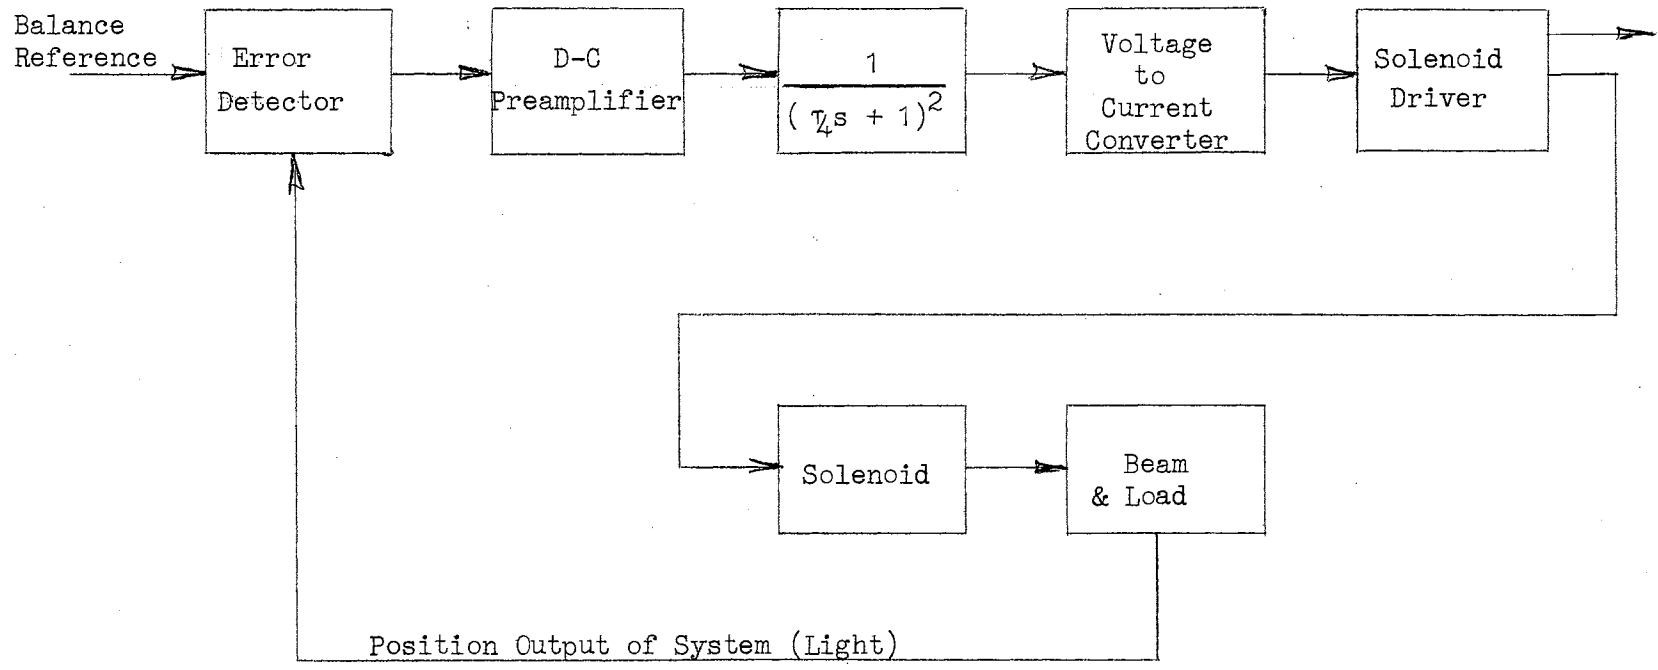 Balance
Reference
Error
Detector
D-C
Preamplifier
1
( τ4s + 1)2
Voltage
to
Current
Converter
Solenoid
Driver
Solenoid
Beam
& Load
Position Output of System (Light)